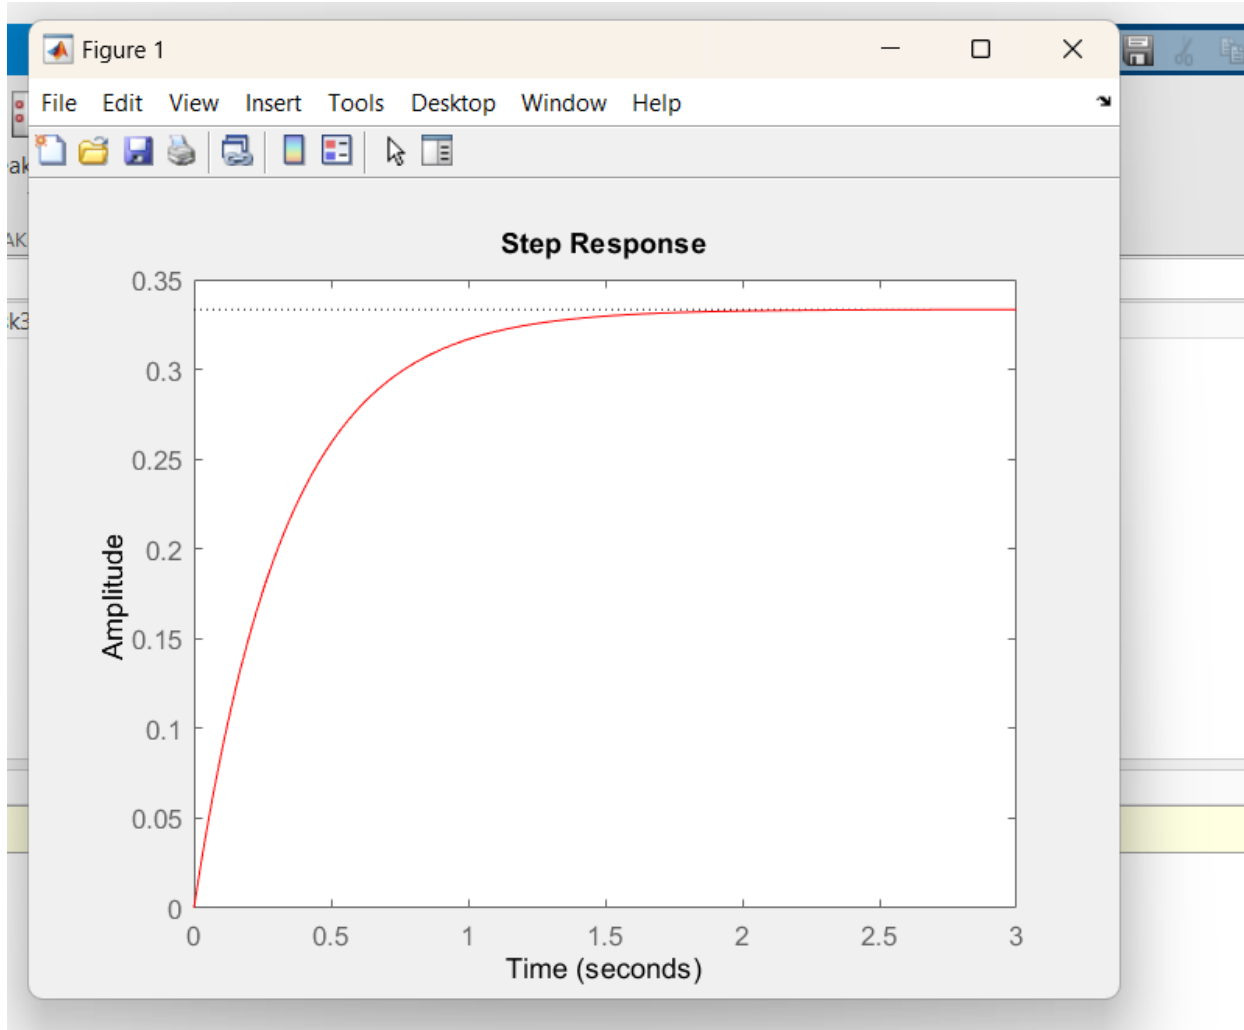 Figure 1
File Edit View Insert Tools Desktop Window Help
Step Response
0.35
0.3
0.25
0.2
0.15
0.1
0.05
0
Amplitude
0 0.5 1 1.5 2 2.5 3
Time (seconds)